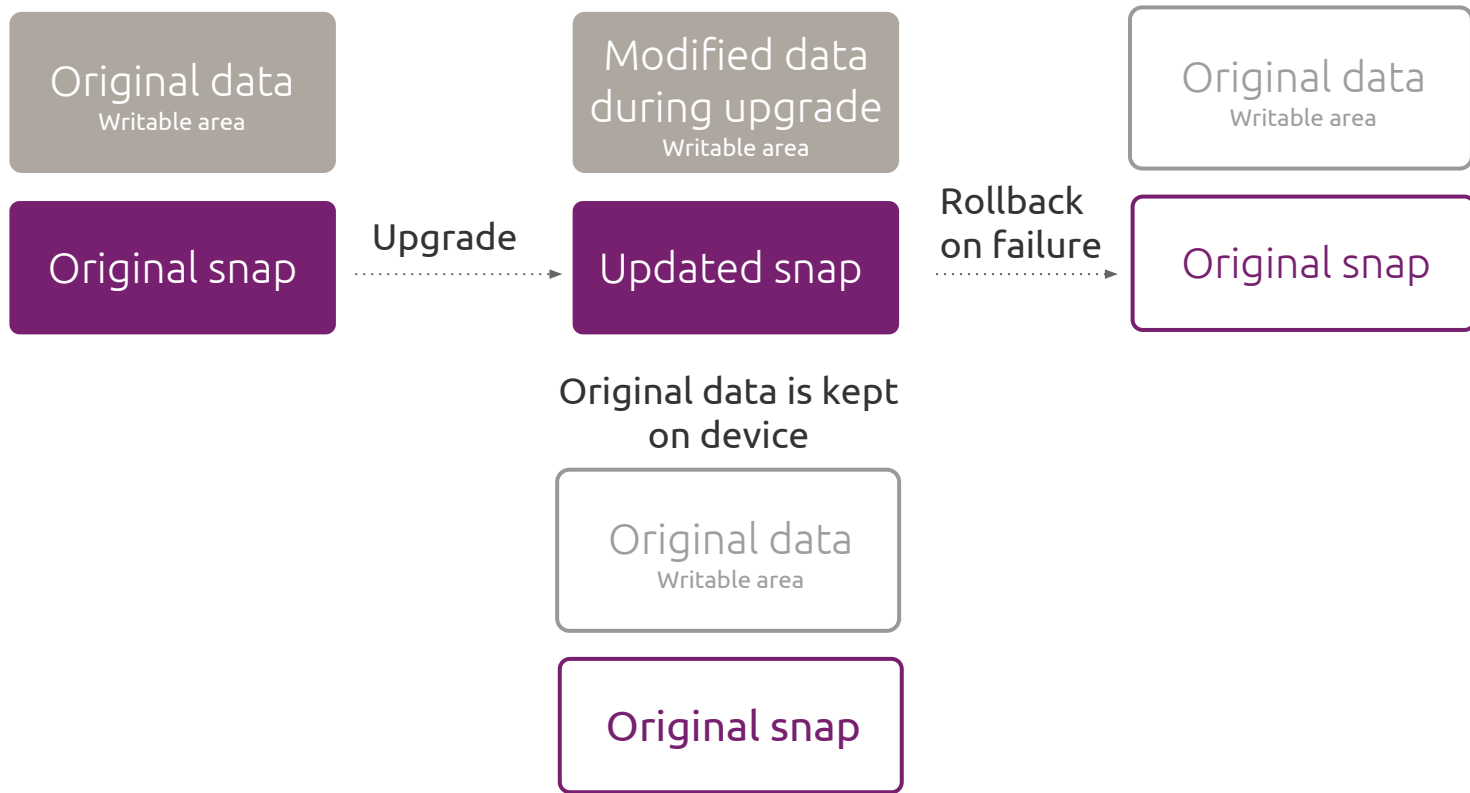 Original data
Writable area
Original snap
Upgrade
Modified data
during upgrade
Writable area
Updated snap
Rollback
on failure
Original data
Writable area
Original snap
Original data is kept
on device
Original data
Writable area
Original snap